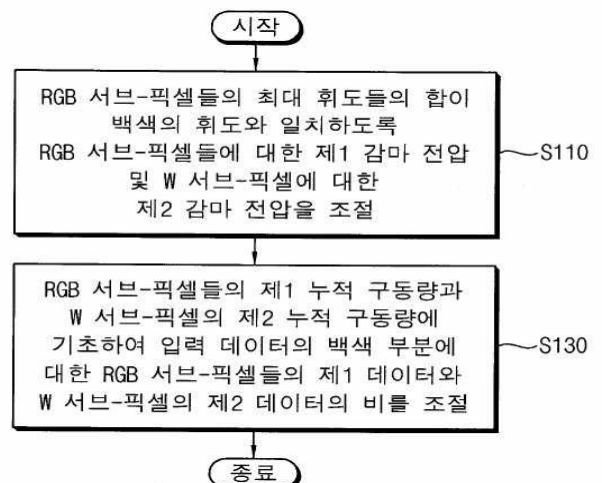 시작
RGB 서브-픽셀들의 최대 휘도들의 합이
백색의 휘도와 일치하도록
RGB 서브-픽셀들에 대한 제1 감마 전압
및 W 서브-픽셀에 대한
제2 감마 전압을 조절
S110
RGB 서브-픽셀들의 제1 누적 구동량과
W 서브-픽셀의 제2 누적 구동량에
기초하여 입력 데이터의 백색 부분에
대한 RGB 서브-픽셀들의 제1 데이터와
W 서브-픽셀의 제2 데이터의 비를 조절
S130
종료